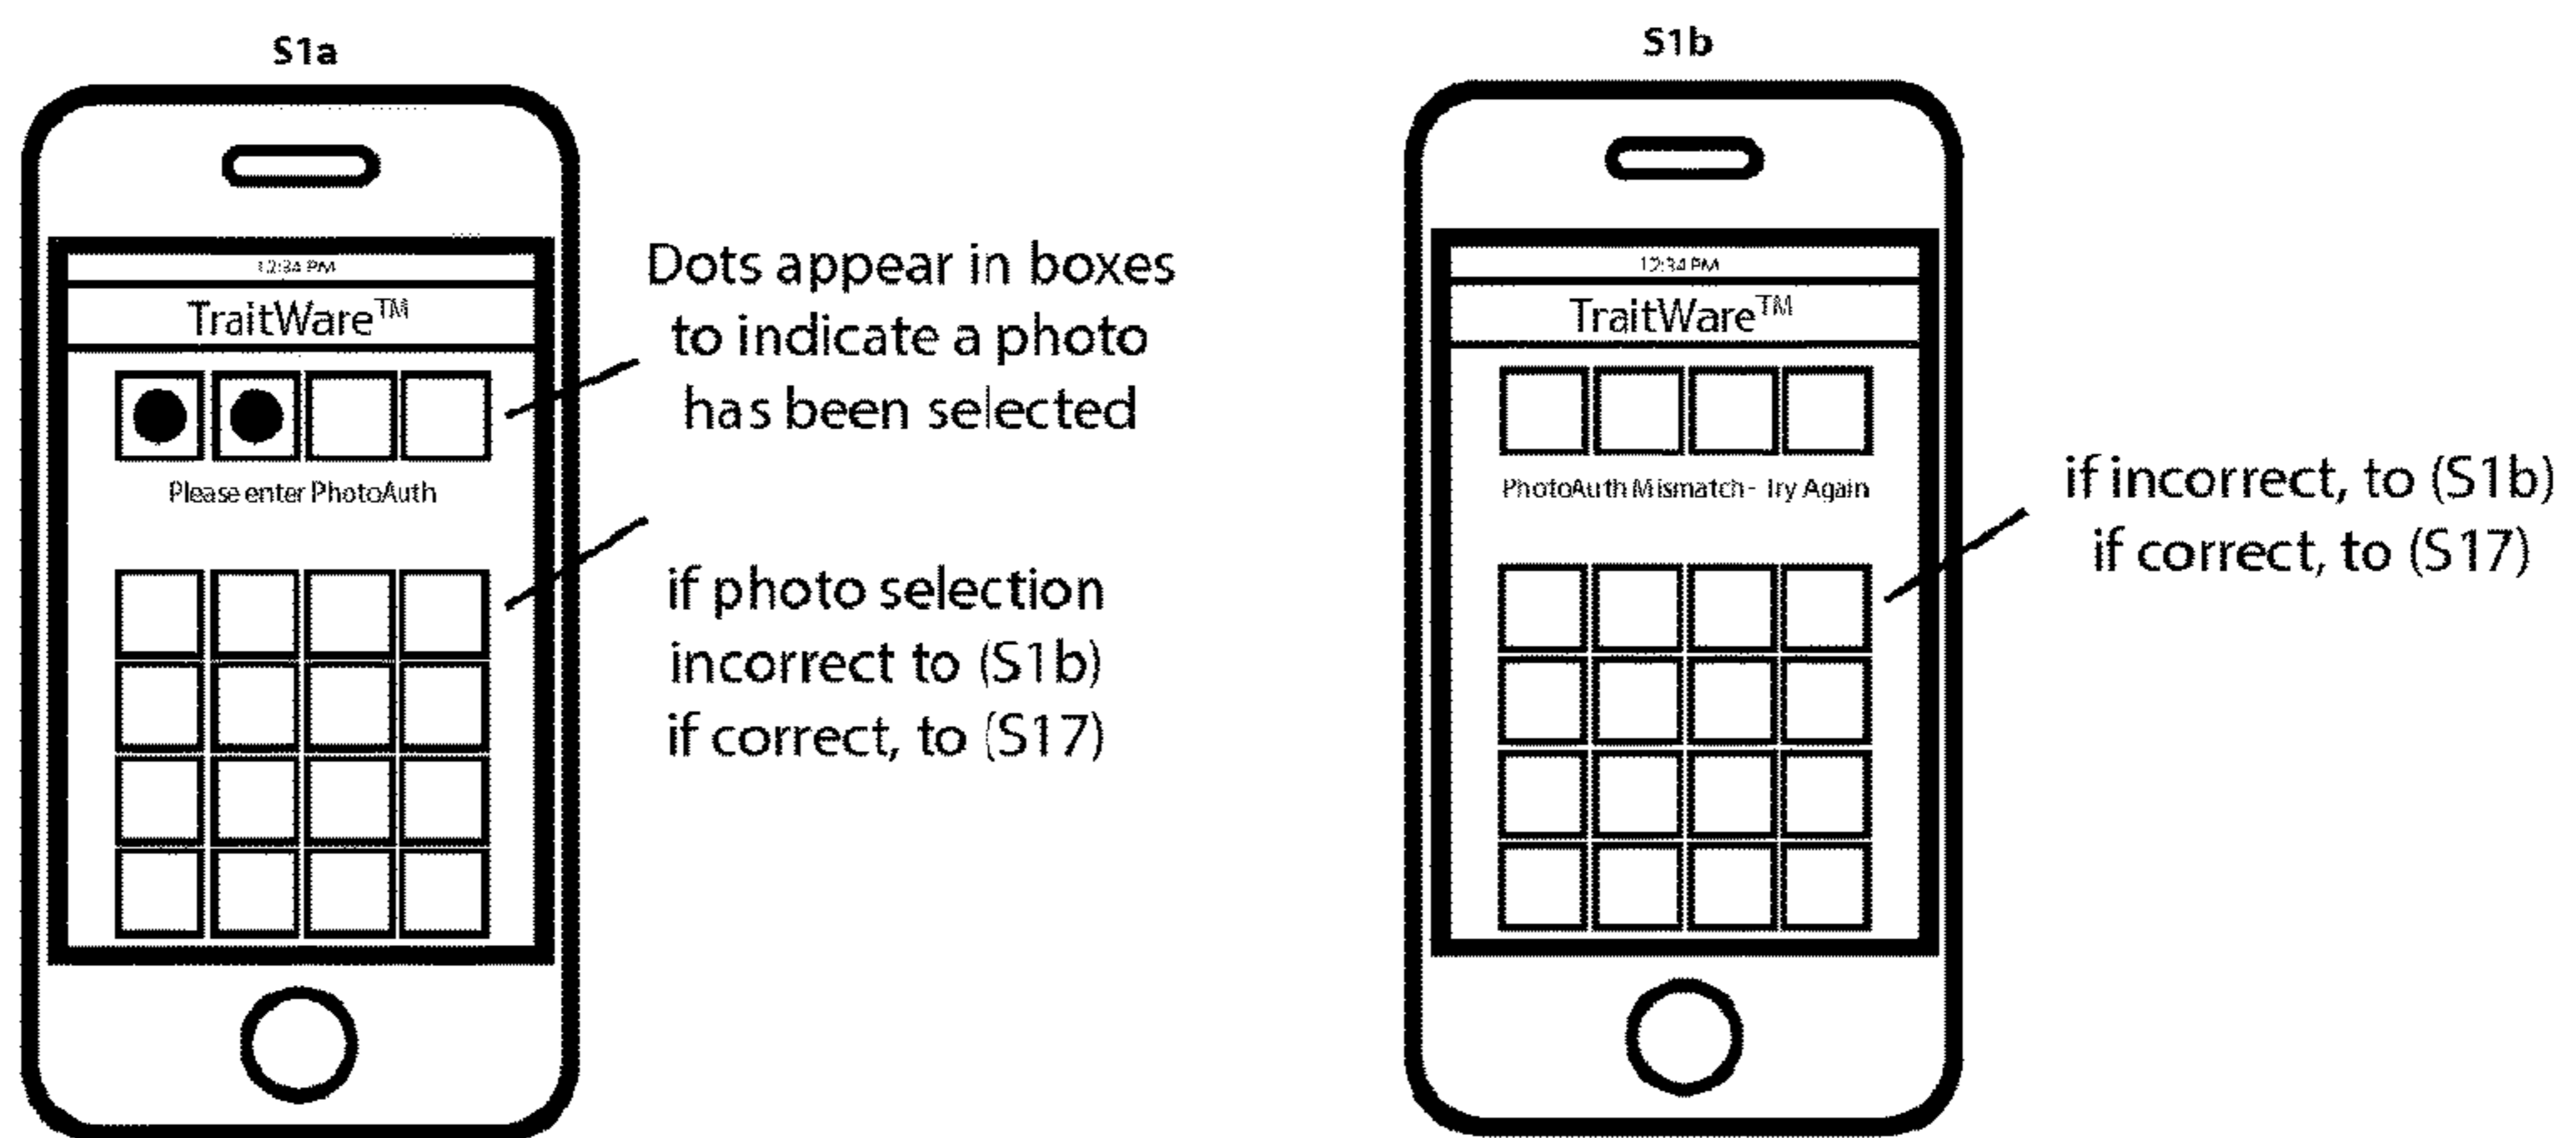 S1a
12:34 PM
TraitWare™
Please enter PhotoAuth
Dots appear in boxes
to indicate a photo
has been selected
if photo selection
incorrect to (S1b)
if correct, to (S17)
S1b
12:34 PM
TraitWare™
PhotoAuth Mismatch - Try Again
if incorrect, to (S1b)
if correct, to (S17)